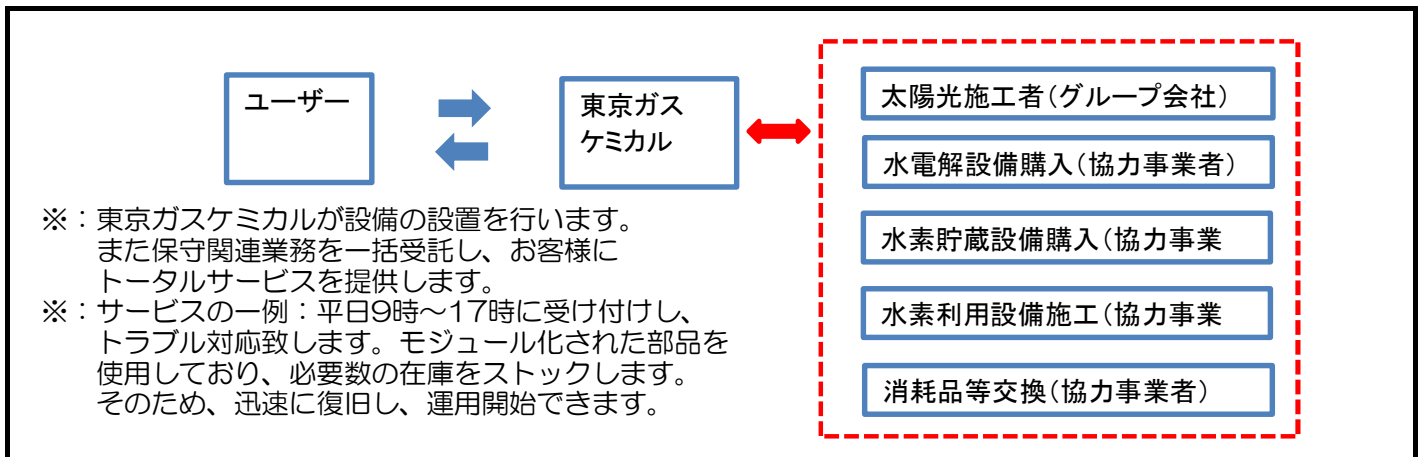 ユーザー
東京ガス
ケミカル
太陽光施工者(グループ会社)
水電解設備購入(協力事業者)
水素貯蔵設備購入(協力事業
水素利用設備施工(協力事業
消耗品等交換(協力事業者)
※:東京ガスケミカルが設備の設置を行います。
また保守関連業務を一括受託し、お客様に
トータルサービスを提供します。
※:サービスの一例:平日9時~17時に受け付けし、
トラブル対応致します。モジュール化された部品を
使用しており、必要数の在庫をストックします。
そのため、迅速に復旧し、運用開始できます。